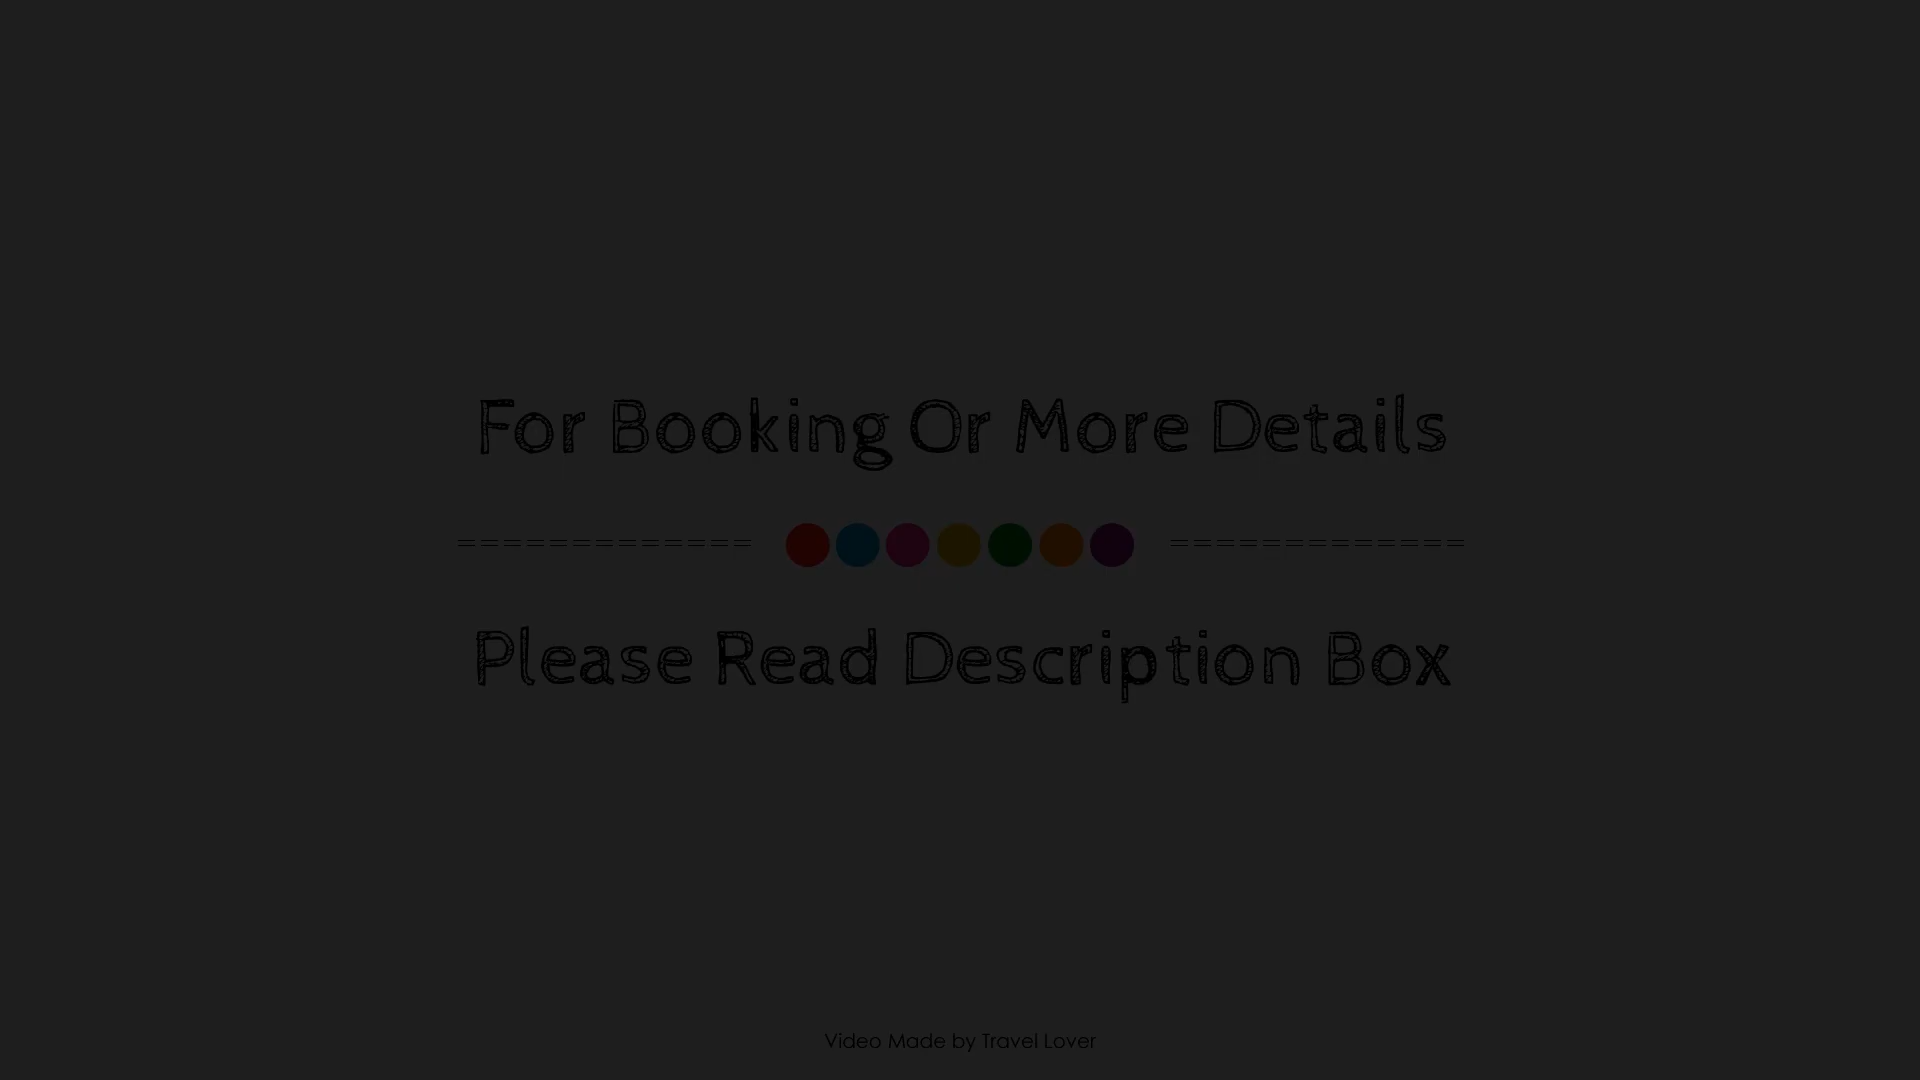 For Booking Or More Details
============= =============
Please Read Description Box
Video Made by Travel Lover